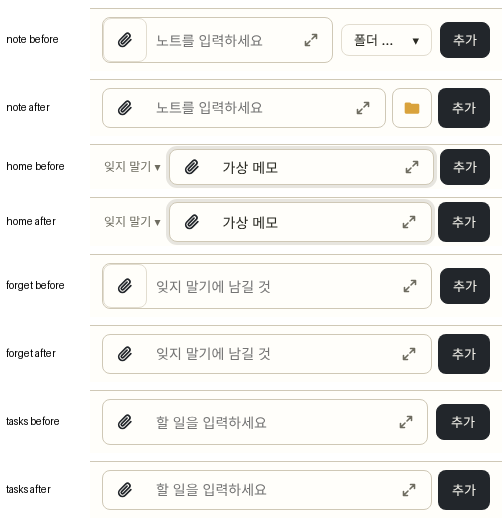 note before 노트를 입력하세요 폴더 ... ▼ 추가
note after 노트를 입력하세요 추가
home before 잊지 말기 ▼ 가상 메모 추가
home after 잊지 말기 ▼ 가상 메모 추가
forget before 잊지 말기에 남길 것 추가
forget after 잊지 말기에 남길 것 추가
tasks before 할 일을 입력하세요 추가
tasks after 할 일을 입력하세요 추가